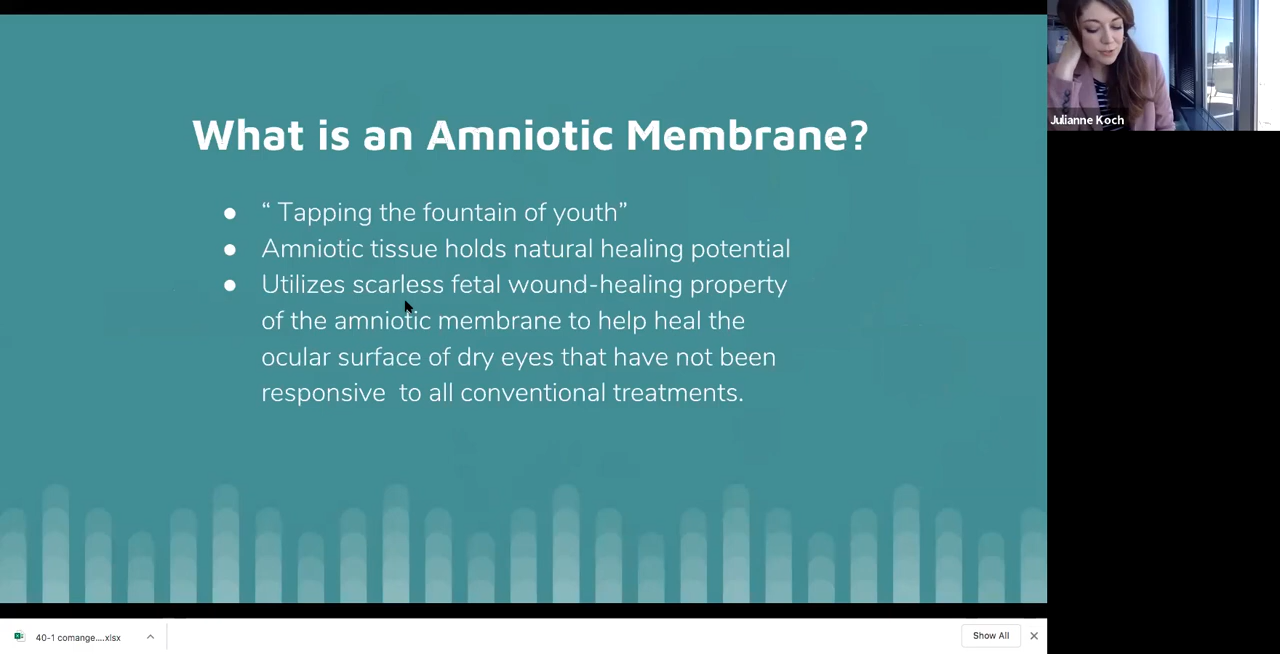 What is an Amniotic Membrane?
● “ Tapping the fountain of youth”
● Amniotic tissue holds natural healing potential
● Utilizes scarless fetal wound-healing property
of the amniotic membrane to help heal the
ocular surface of dry eyes that have not been
responsive  to all conventional treatments.
Julianne Koch
40-1 comange....xlsx
Show All